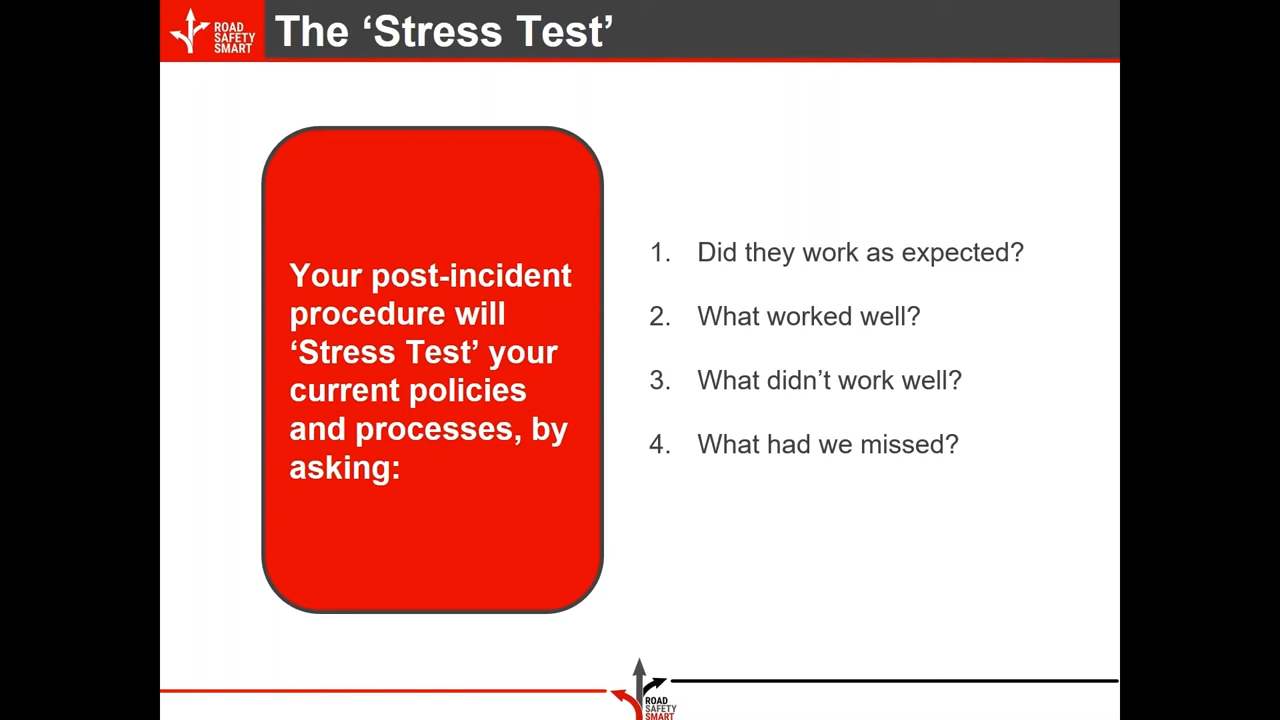 ROAD
SAFETY
SMART
The ‘Stress Test’
Your post-incident
procedure will
‘Stress Test’ your
current policies
and processes, by
asking:
1. Did they work as expected?
2. What worked well?
3. What didn’t work well?
4. What had we missed?
ROAD
SAFETY
SMART